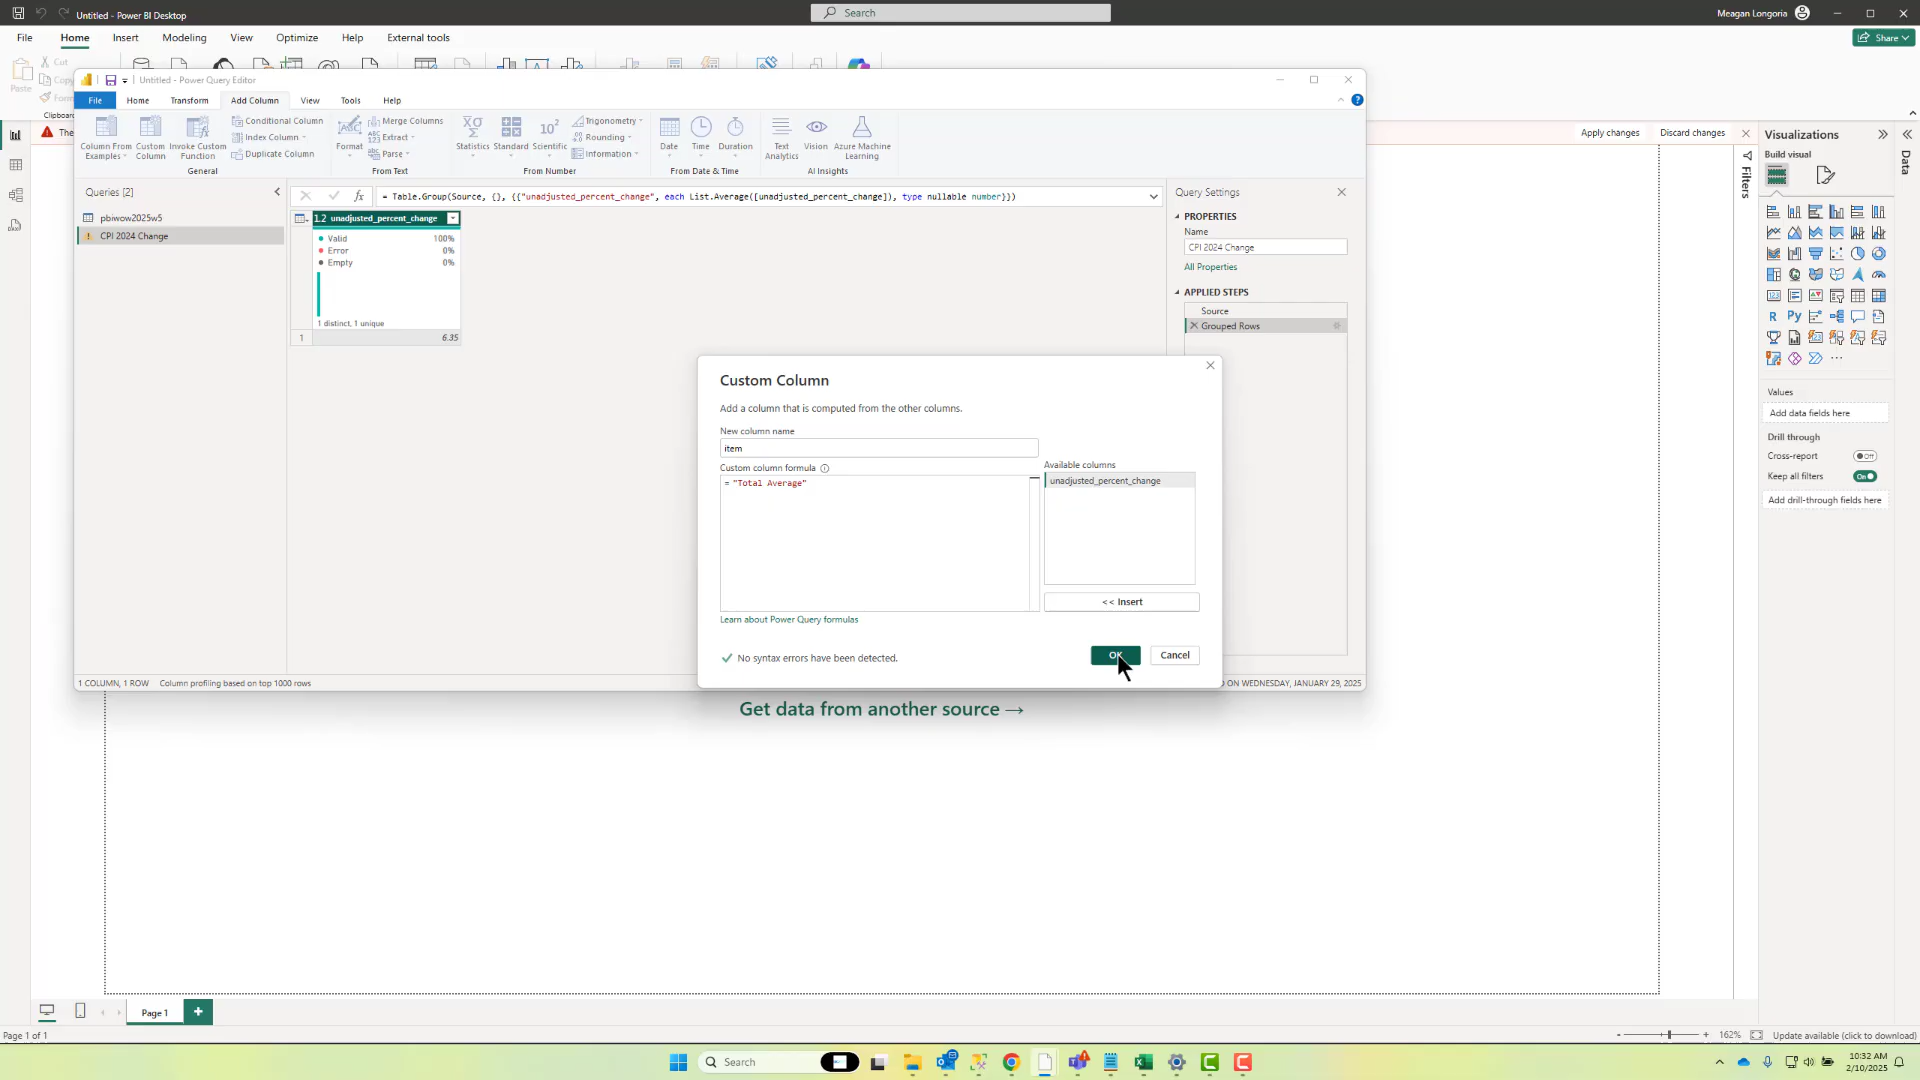 Untitled - Power BI Desktop
Search
Meagan Longoria
File Home Insert Modeling View Optimize Help External tools
Share
Paste
Cut
Copy
Clipboard
The
Apply changes Discard changes
Untitled - Power Query Editor
File Home Transform Add Column View Tools Help
Column From Examples
Custom Column
Invoke Custom Function
Conditional Column
Index Column
Duplicate Column
General
Format
Merge Columns
Extract
Parse
From Text
Statistics
Standard
Scientific
Trigonometry
Rounding
Information
From Number
Date
Time
Duration
From Date & Time
Text Analytics
Vision
Azure Machine Learning
AI Insights
Queries [2]
pbiwow2025w5
CPI 2024 Change
= Table.Group(Source, {}, {{"unadjusted_percent_change", each List.Average([unadjusted_percent_change]), type nullable number}})
1.2 unadjusted_percent_change
Valid 100%
Error 0%
Empty 0%
1 distinct, 1 unique
1 6.35
Query Settings
PROPERTIES
Name
CPI 2024 Change
All Properties
APPLIED STEPS
Source
Grouped Rows
Custom Column
Add a column that is computed from the other columns.
New column name
item
Custom column formula
= "Total Average"
Available columns
unadjusted_percent_change
<< Insert
Learn about Power Query formulas
No syntax errors have been detected.
OK
Cancel
1 COLUMN, 1 ROW Column profiling based on top 1000 rows
ON WEDNESDAY, JANUARY 29, 2025
Get data from another source →
Filters
Visualizations
Build visual
Data
Values
Add data fields here
Drill through
Cross-report Off
Keep all filters On
Add drill-through fields here
Page 1
Page 1 of 1
162%
Update available (click to download)
Search
10:32 AM
2/10/2025